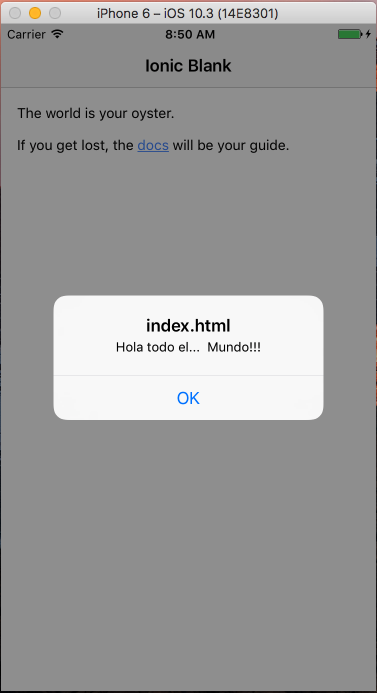 iPhone 6 – iOS 10.3 (14E8301)
Carrier 8:50 AM
Ionic Blank
The world is your oyster.
If you get lost, the docs will be your guide.
index.html
Hola todo el...  Mundo!!!
OK